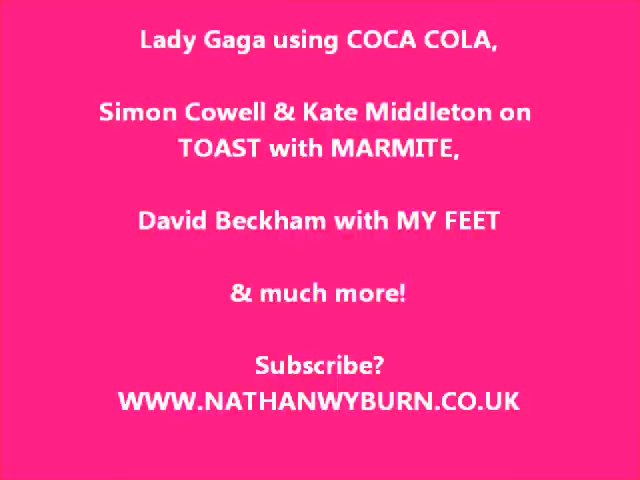 Lady Gaga using COCA COLA,
Simon Cowell & Kate Middleton on
TOAST with MARMITE,
David Beckham with MY FEET
& much more!
Subscribe?
WWW.NATHANWYBURN.CO.UK